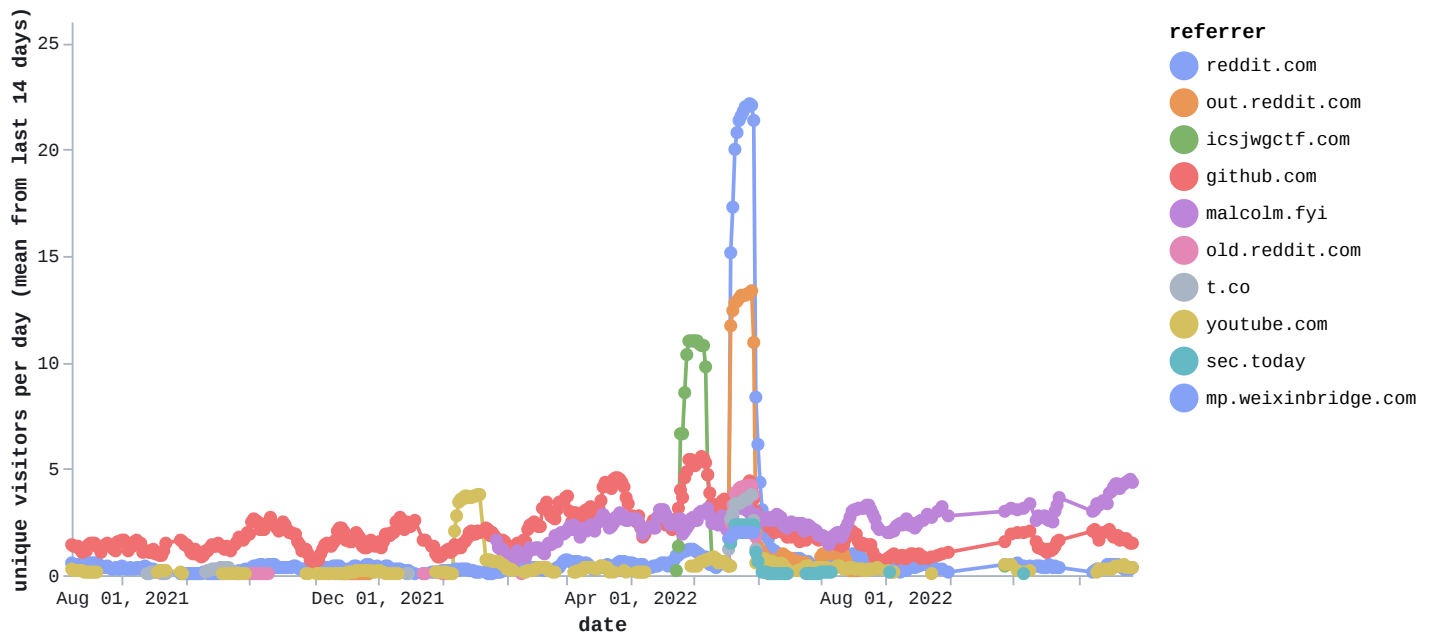 unique visitors per day (mean from last 14 days)
25
20
15
10
5
0
Aug 01, 2021
Dec 01, 2021
Apr 01, 2022
Aug 01, 2022
date
referrer
reddit.com
out.reddit.com
icsjwgctf.com
github.com
malcolm.fyi
old.reddit.com
t.co
youtube.com
sec.today
mp.weixinbridge.com